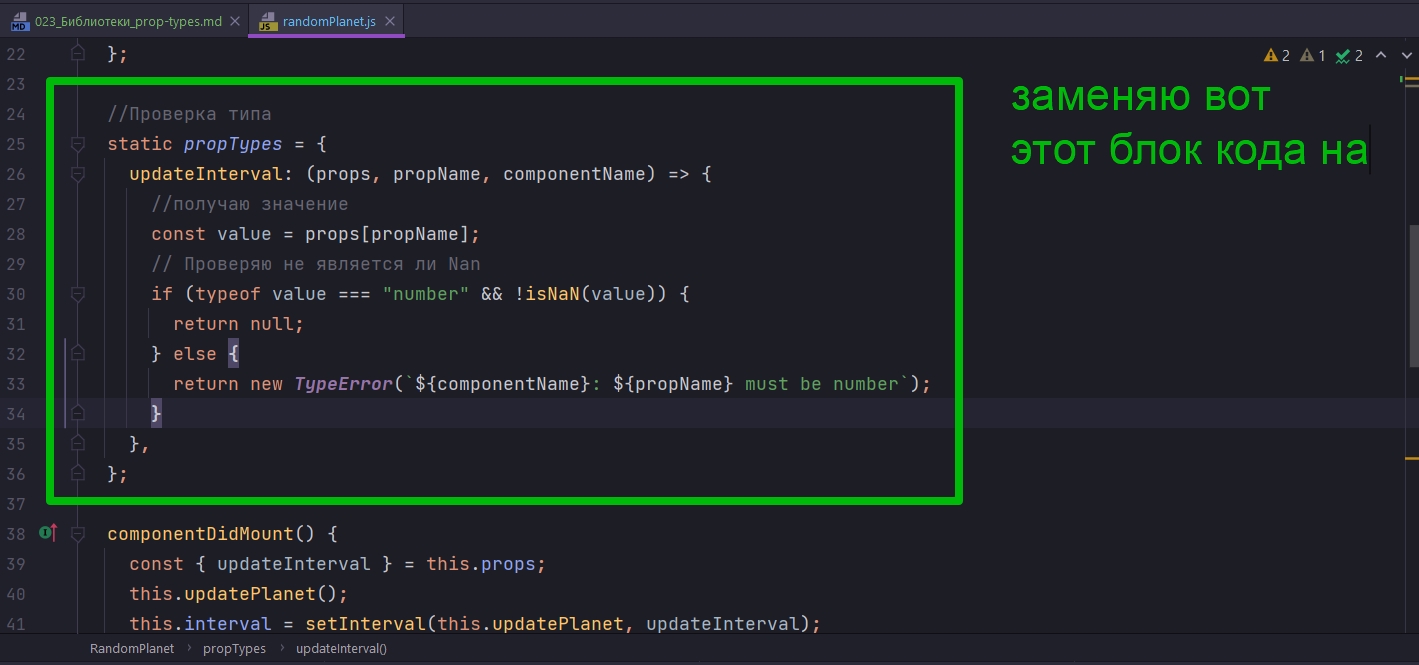 023_Библиотеки_prop-types.md
randomPlanet.js
22 };
2 1 2
23
24 //Проверка типа
25 static propTypes = {
26 updateInterval: (props, propName, componentName) => {
27 //получаю значение
28 const value = props[propName];
29 // Проверяю не является ли Nan
30 if (typeof value === "number" && !isNaN(value)) {
31 return null;
32 } else {
33 return new TypeError(`${componentName}: ${propName} must be number`);
34 }
35 },
36 };
37
38 componentDidMount() {
39 const { updateInterval } = this.props;
40 this.updatePlanet();
41 this.interval = setInterval(this.updatePlanet, updateInterval);
заменяю вот
этот блок кода на
RandomPlanet › propTypes › updateInterval()